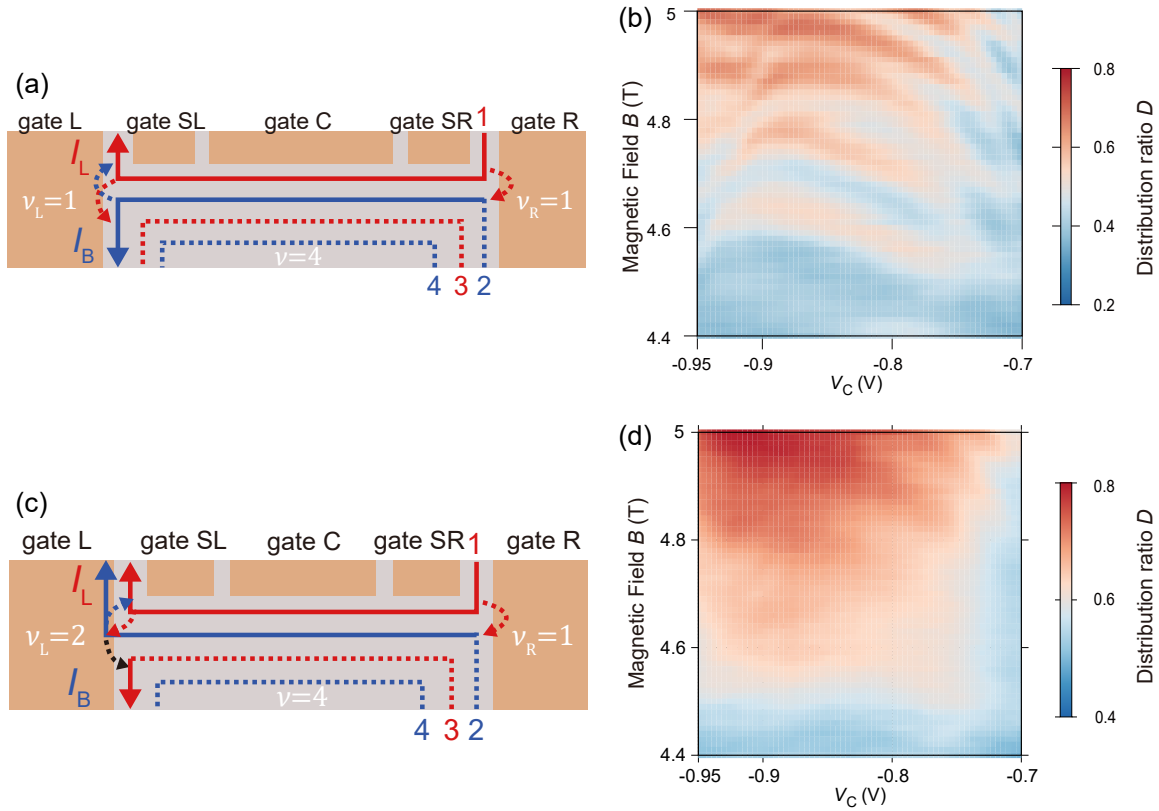 (a)
gate L gate SL gate C gate SR 1 gate R
I_L
ν_L=1 ν_R=1
I_B
ν=4
4 3 2
(b)
Magnetic Field B (T)
5
4.8
4.6
4.4
-0.95 -0.9 -0.8 -0.7
V_C (V)
0.8
0.6
0.4
0.2
Distribution ratio D
(c)
gate L gate SL gate C gate SR 1 gate R
I_L
ν_L=2 ν_R=1
I_B
ν=4
4 3 2
(d)
Magnetic Field B (T)
5
4.8
4.6
4.4
-0.95 -0.9 -0.8 -0.7
V_C (V)
0.8
0.6
0.4
Distribution ratio D